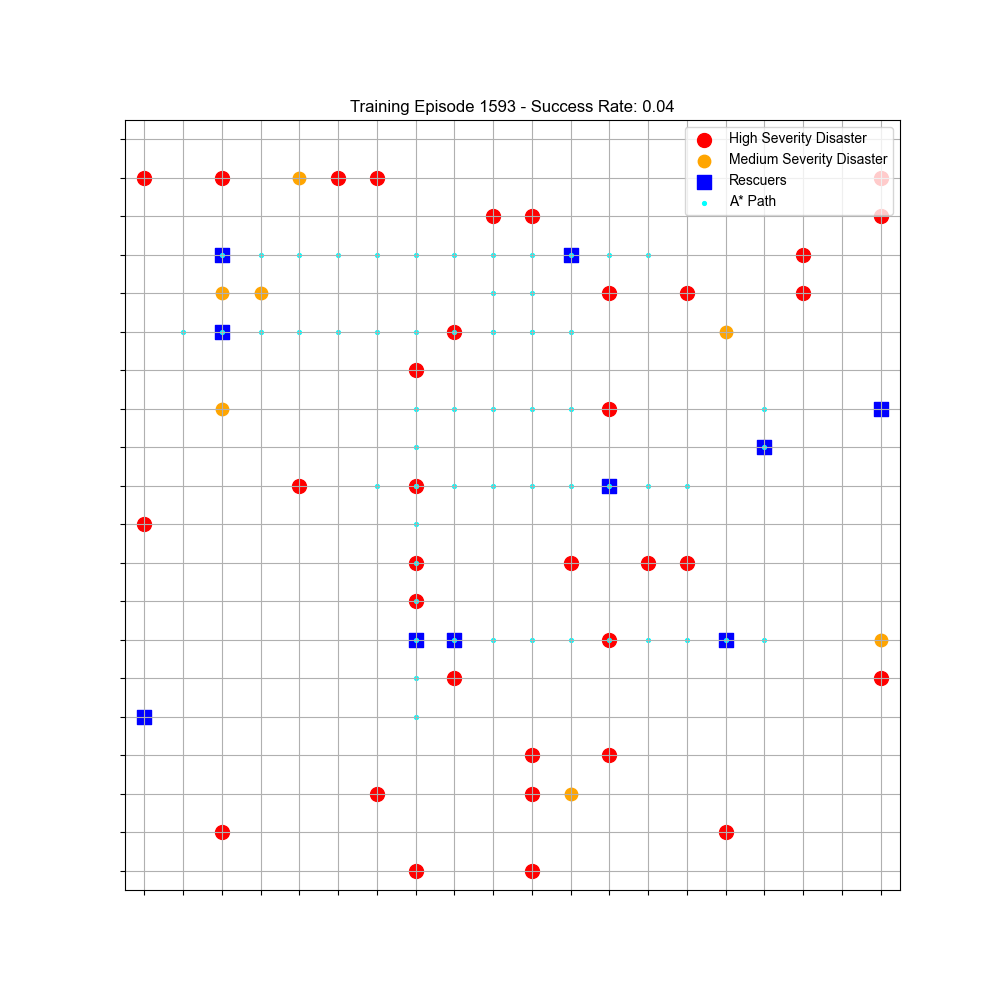 Training Episode 1593 - Success Rate: 0.04
High Severity Disaster
Medium Severity Disaster
Rescuers
A* Path